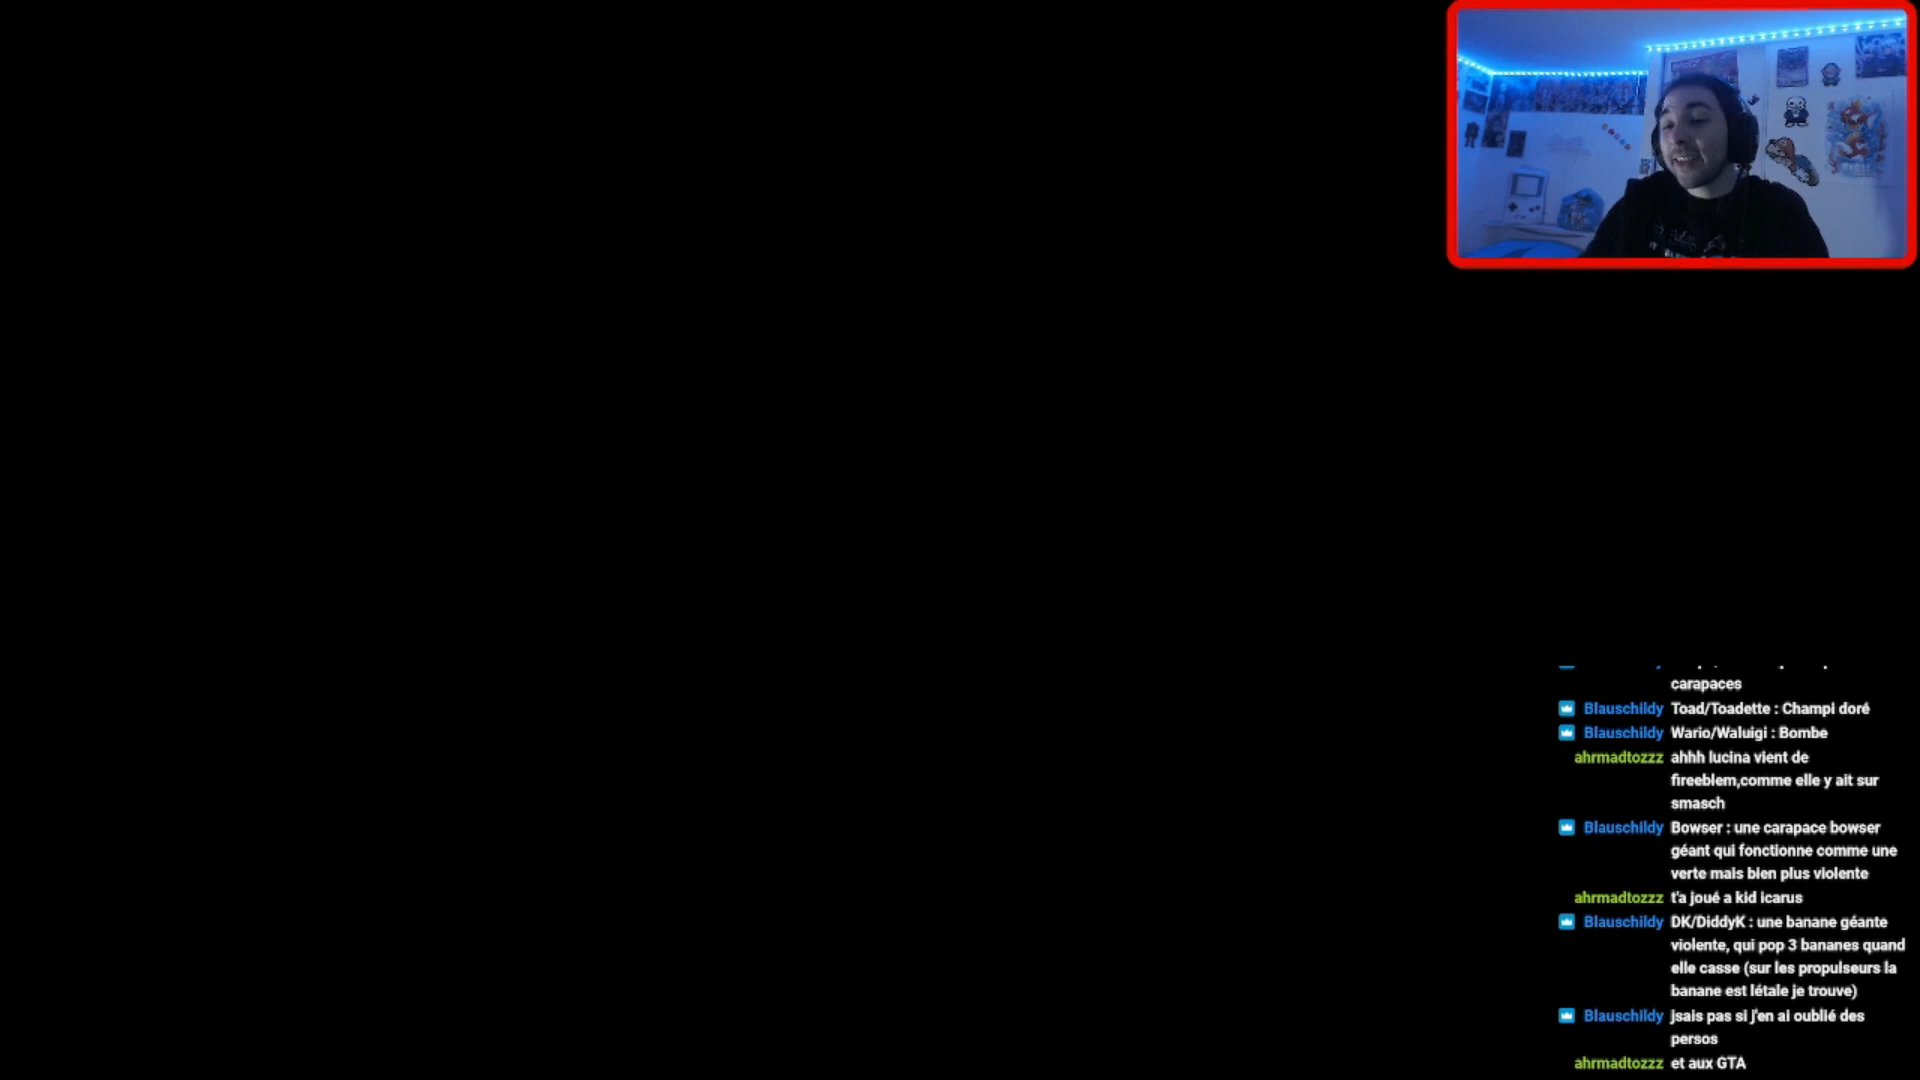 carapaces
Blauschildy Toad/Toadette : Champi doré
Blauschildy Wario/Waluigi : Bombe
ahrmadtozzz ahhh lucina vient de
fireeblem,comme elle y ait sur
smasch
Blauschildy Bowser : une carapace bowser
géant qui fonctionne comme une
verte mais bien plus violente
ahrmadtozzz t'a joué a kid icarus
Blauschildy DK/DiddyK : une banane géante
violente, qui pop 3 bananes quand
elle casse (sur les propulseurs la
banane est létale je trouve)
Blauschildy jsais pas si j'en ai oublié des
persos
ahrmadtozzz et aux GTA